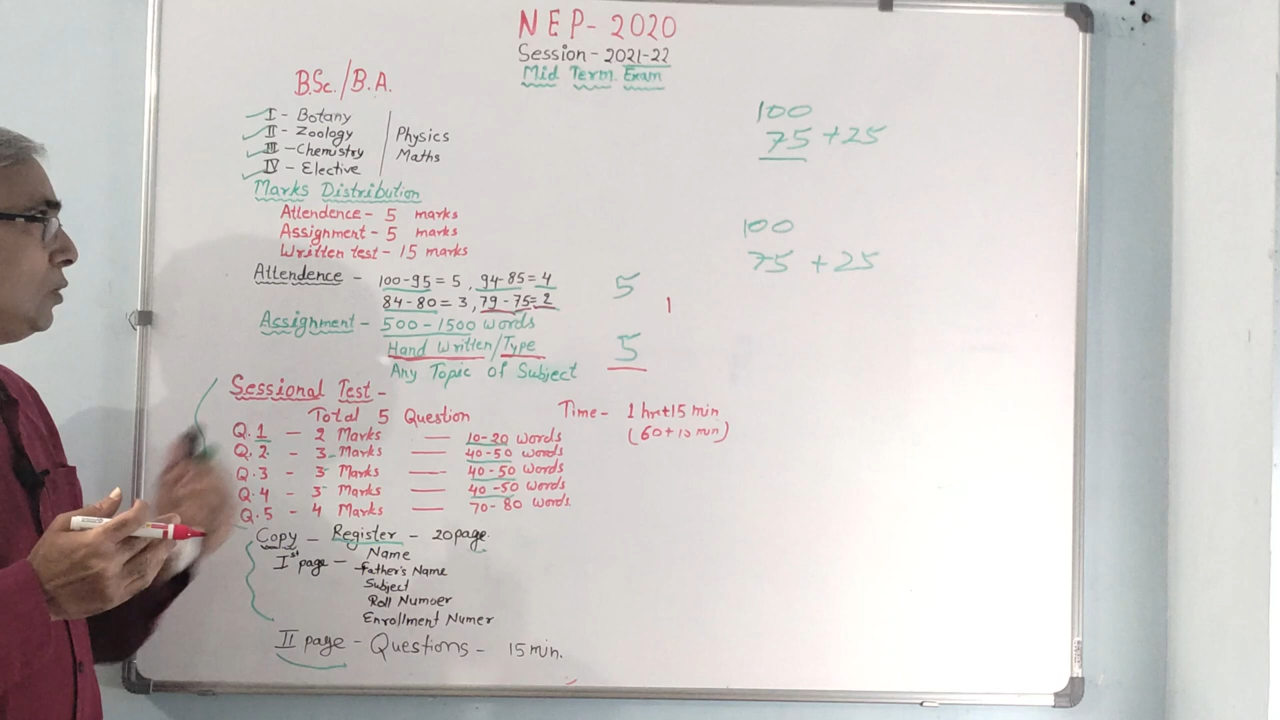 NEP-2020
Session-2021-22
Mid Term Exam
B.Sc./B.A.
I - Botany
II - Zoology
III - Chemistry
IV - Elective
Physics
Maths
100
75 +25
Marks Distribution
Attendence - 5 marks
Assignment - 5 marks
Written test - 15 marks
100
75 +25
Attendence - 100-95 = 5, 94-85 = 4
84-80 = 3, 79-75 = 2
5
1
Assignment - 500-1500 words
Hand Written/Type
5
Any Topic of Subject
Sessional Test -
Total 5 Question
Time - 1 hr+15 min
(60+15 min)
Q.1 - 2 Marks — 10-20 words
Q.2 - 3 Marks — 40-50 words
Q.3 - 3 Marks — 40-50 words
Q.4 - 3 Marks — 40-50 words
Q.5 - 4 Marks — 70-80 words
Copy - Register - 20 page
Ist page - Name
Father's Name
Subject
Roll Number
Enrollment Numer
II page - Questions - 15 min.